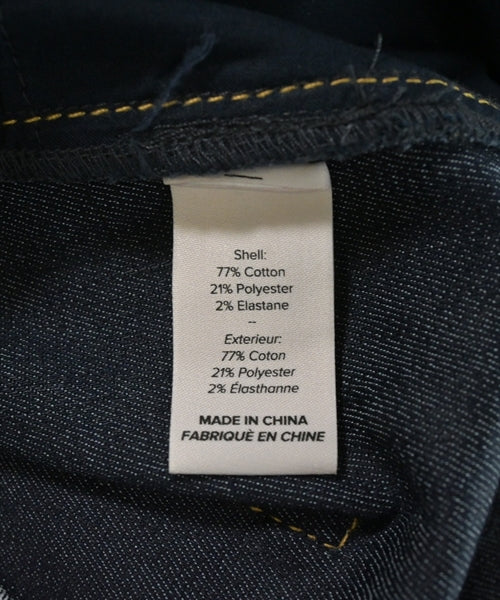 Shell:
77% Cotton
21% Polyester
2% Elastane
--
Exterieur:
77% Coton
21% Polyester
2% Élasthanne
MADE IN CHINA
FABRIQUÈ EN CHINE